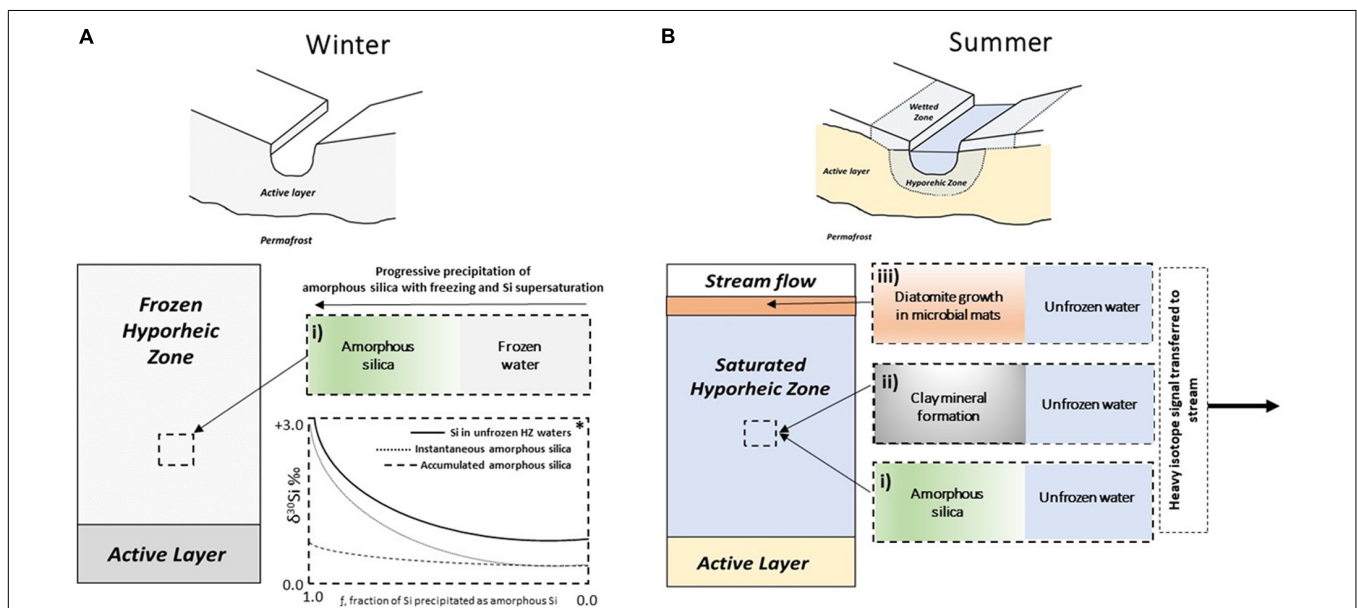 A
Winter
Active layer
Permafrost
Frozen
Hyporheic
Zone
Active Layer
Progressive precipitation of
amorphous silica with freezing and Si supersaturation
i)
Amorphous
silica
Frozen
water
+3.0
δ³⁰Si ‰
0.0
Si in unfrozen HZ waters *
Instantaneous amorphous silica
Accumulated amorphous silica
1.0
ƒ, fraction of Si precipitated as amorphous Si
0.0
B
Summer
Wetted
Zone
Active layer
Hyporehic Zone
Permafrost
Stream flow
Saturated
Hyporheic Zone
Active Layer
iii)
Diatomite growth
in microbial mats
Unfrozen water
ii)
Clay mineral
formation
Unfrozen water
i)
Amorphous
silica
Unfrozen water
Heavy isotope signal transferred to
stream